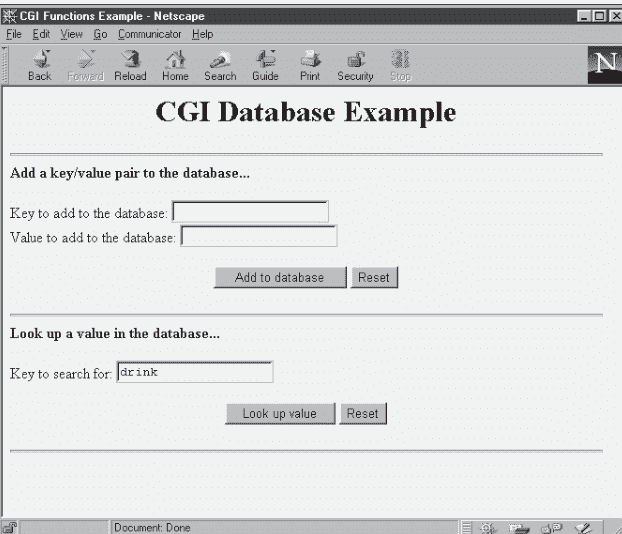 CGI Functions Example - Netscape
File Edit View Go Communicator Help
Back Forward Reload Home Search Guide Print Security Stop
N
CGI Database Example
Add a key/value pair to the database...
Key to add to the database:
Value to add to the database:
Add to database Reset
Look up a value in the database...
Key to search for: drink
Look up value Reset
Document: Done